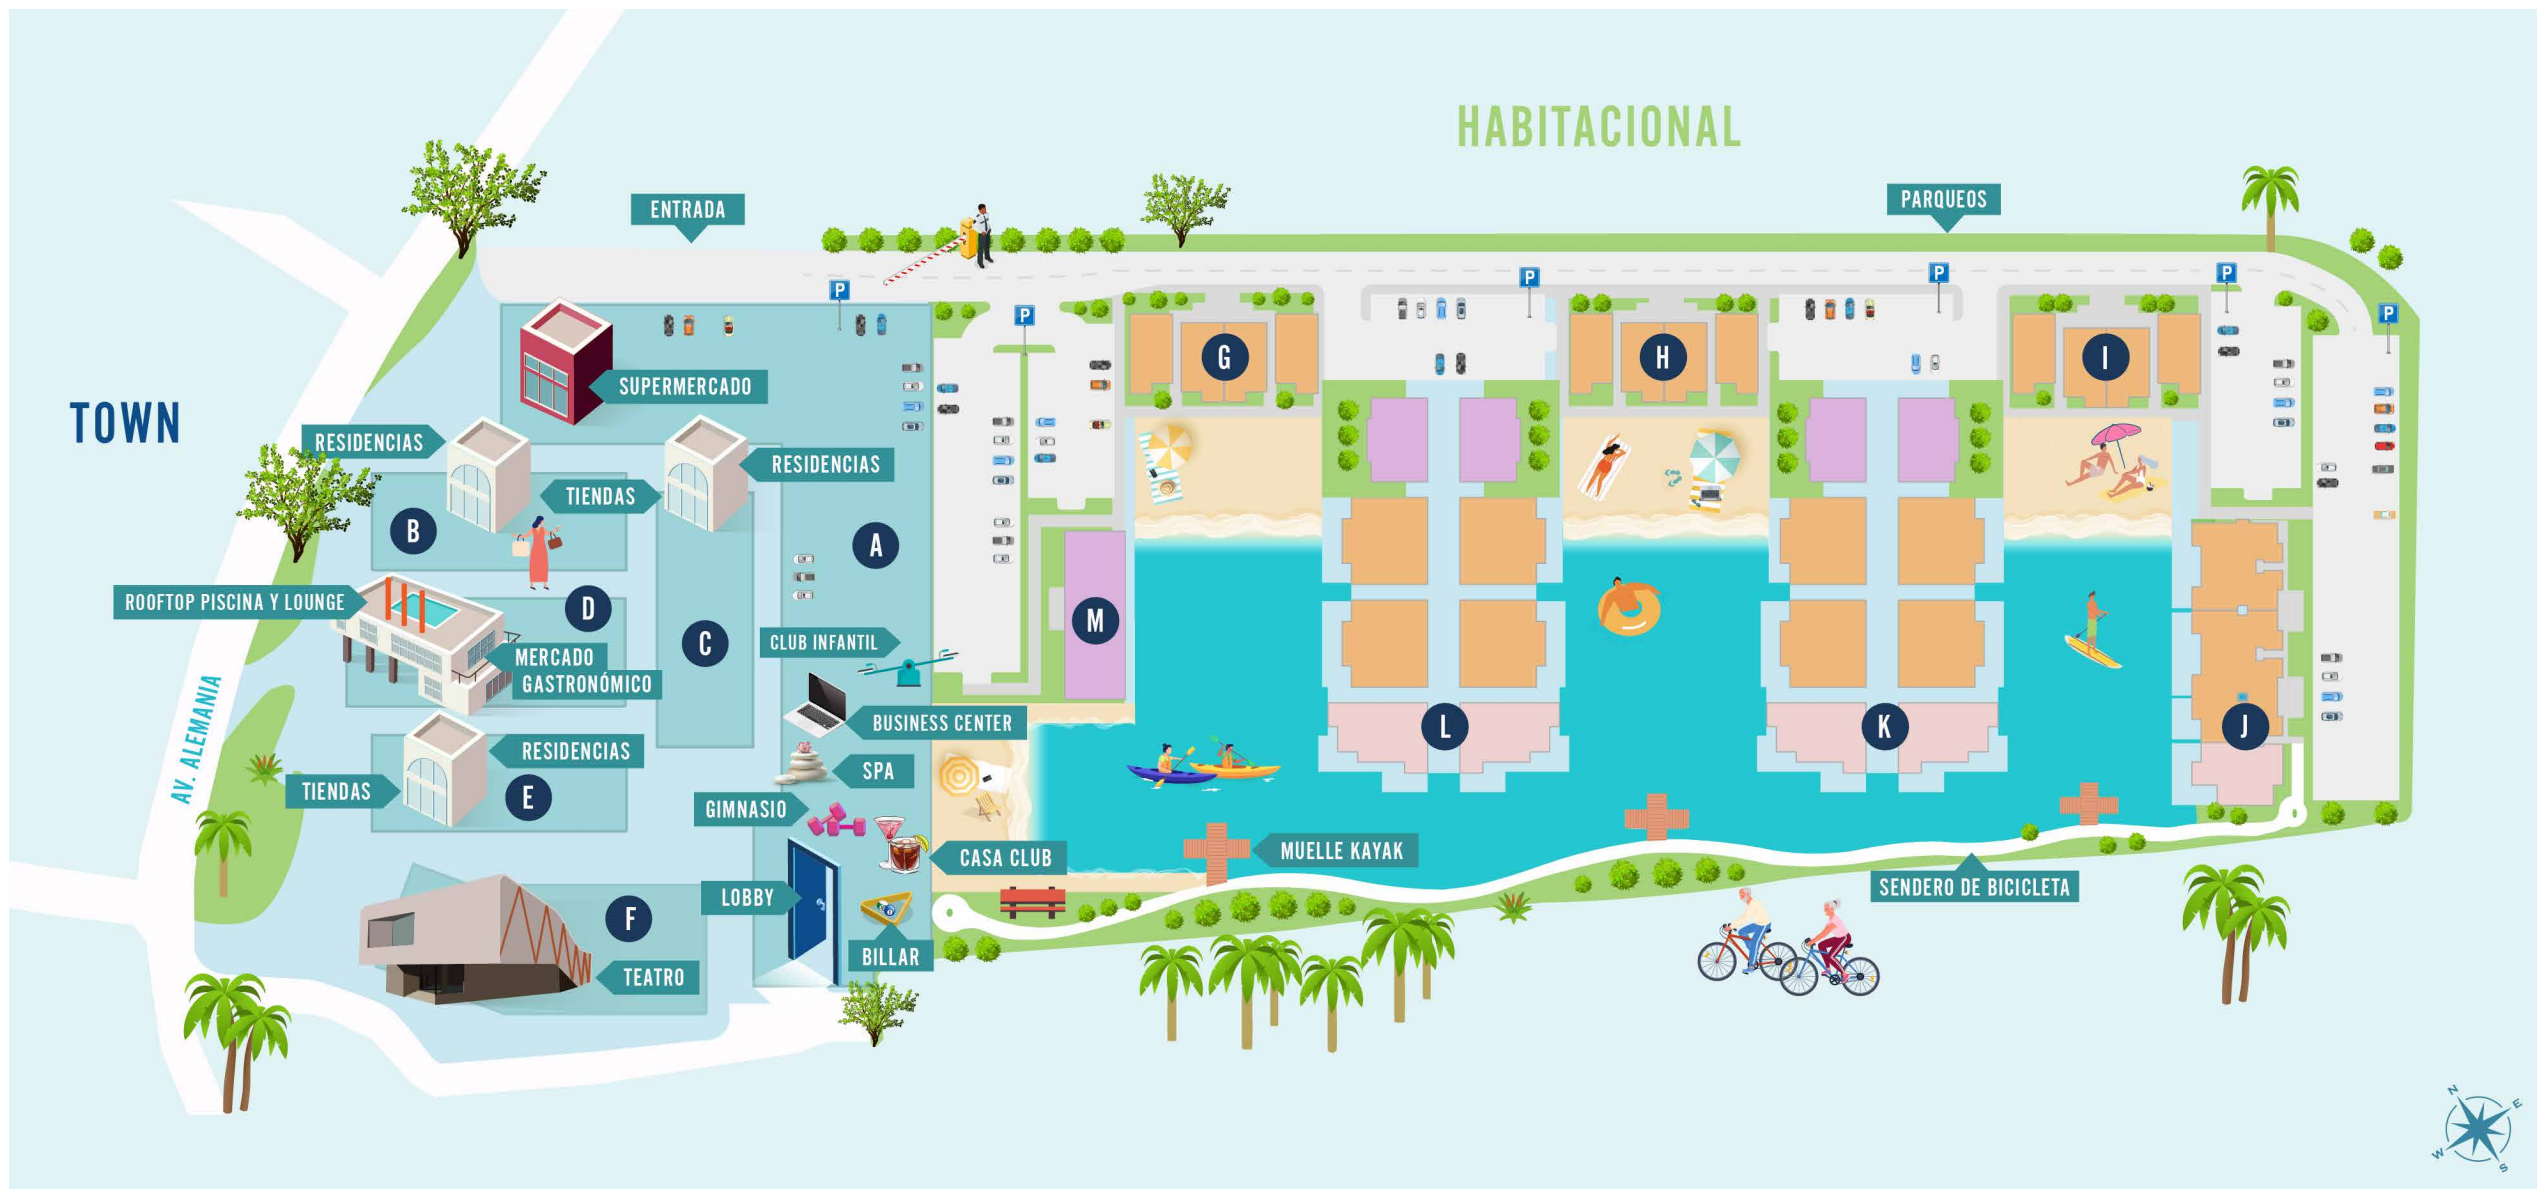 HABITACIONAL
ENTRADA
PARQUEOS
P
P
P
P
P
P
SUPERMERCADO
G
H
I
TOWN
RESIDENCIAS
RESIDENCIAS
TIENDAS
B
A
ROOFTOP PISCINA Y LOUNGE
D
C
M
CLUB INFANTIL
MERCADO
GASTRONÓMICO
AV. ALEMANIA
BUSINESS CENTER
L
K
J
RESIDENCIAS
SPA
TIENDAS
E
GIMNASIO
CASA CLUB
MUELLE KAYAK
SENDERO DE BICICLETA
LOBBY
F
BILLAR
TEATRO
N
E
W
S